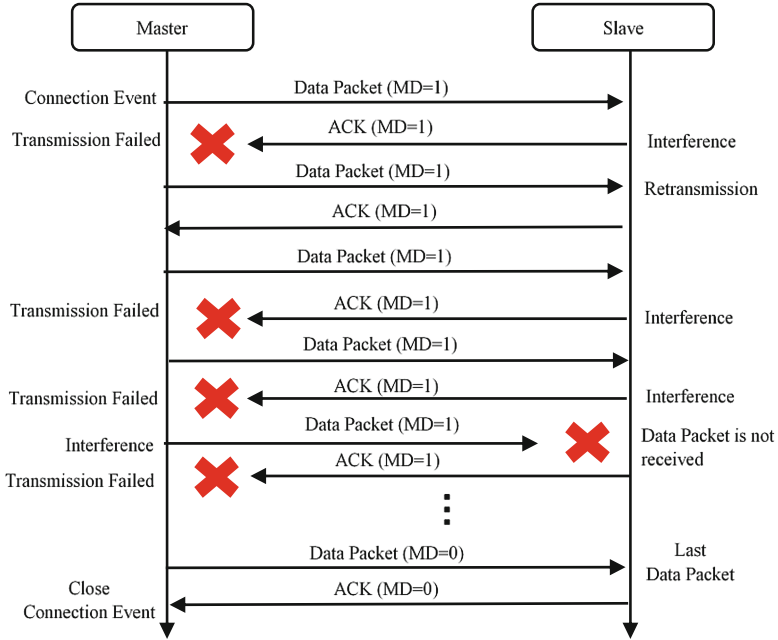 Master
Slave
Data Packet (MD=1)
Connection Event
ACK (MD=1)
Transmission Failed
Interference
Data Packet (MD=1)
Retransmission
ACK (MD=1)
Data Packet (MD=1)
Transmission Failed
ACK (MD=1)
Interference
Data Packet (MD=1)
Transmission Failed
ACK (MD=1)
Interference
Data Packet (MD=1)
Interference
Data Packet is not
received
ACK (MD=1)
Transmission Failed
Data Packet (MD=0)
Last
Data Packet
Close
Connection Event
ACK (MD=0)